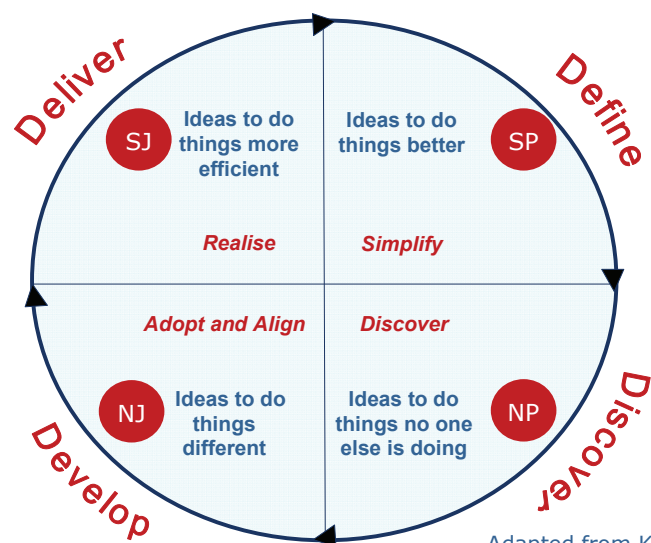 Deliver
Define
SJ
Ideas to do
things more
efficient
Ideas to do
things better
SP
Realise
Simplify
Adopt and Align
Discover
NJ
Ideas to do
things
different
Ideas to do
things no one
else is doing
NP
Develop
Discover
Adapted from K